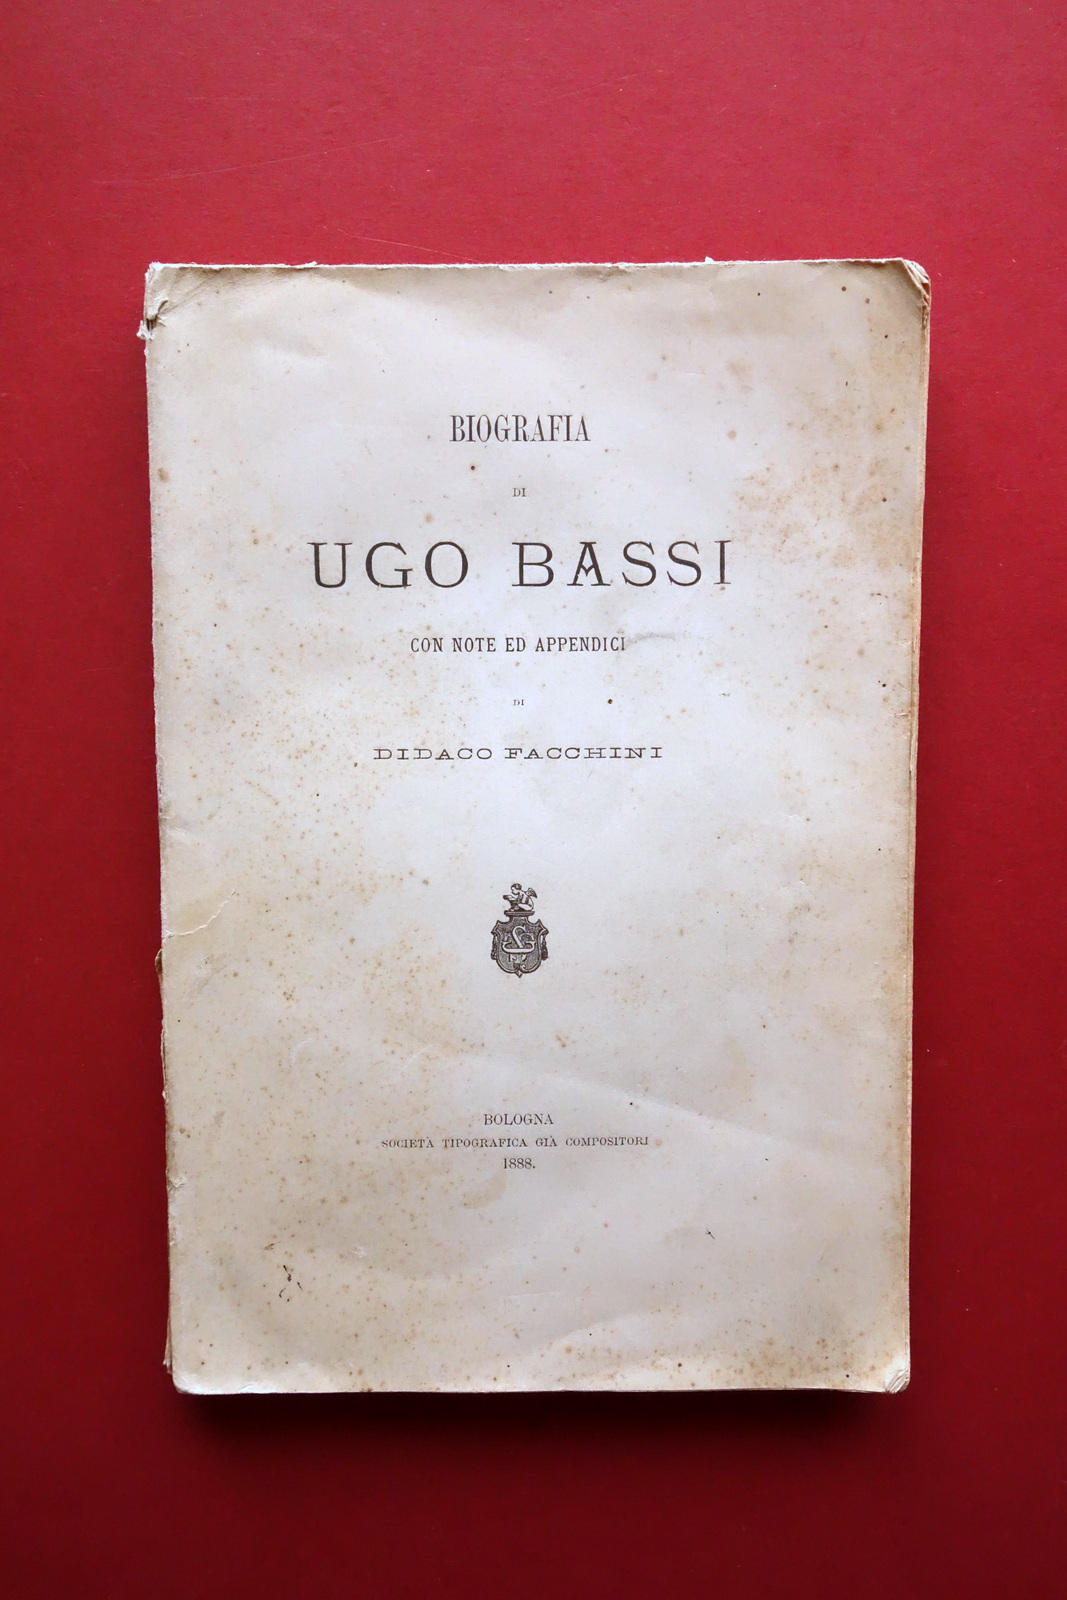 BIOGRAFIA
DI
UGO BASSI
CON NOTE ED APPENDICI
DI
DIDACO FACCHINI
BOLOGNA
SOCIETÀ TIPOGRAFICA GIÀ COMPOSITORI
1888.